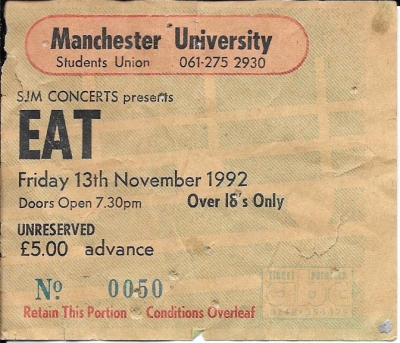 Manchester University
Students Union 061-275 2930
SJM CONCERTS presents
EAT
Friday 13th November 1992
Doors Open 7.30pm Over 18's Only
UNRESERVED
£5.00 advance
Nº 0050
Retain This Portion Conditions Overleaf